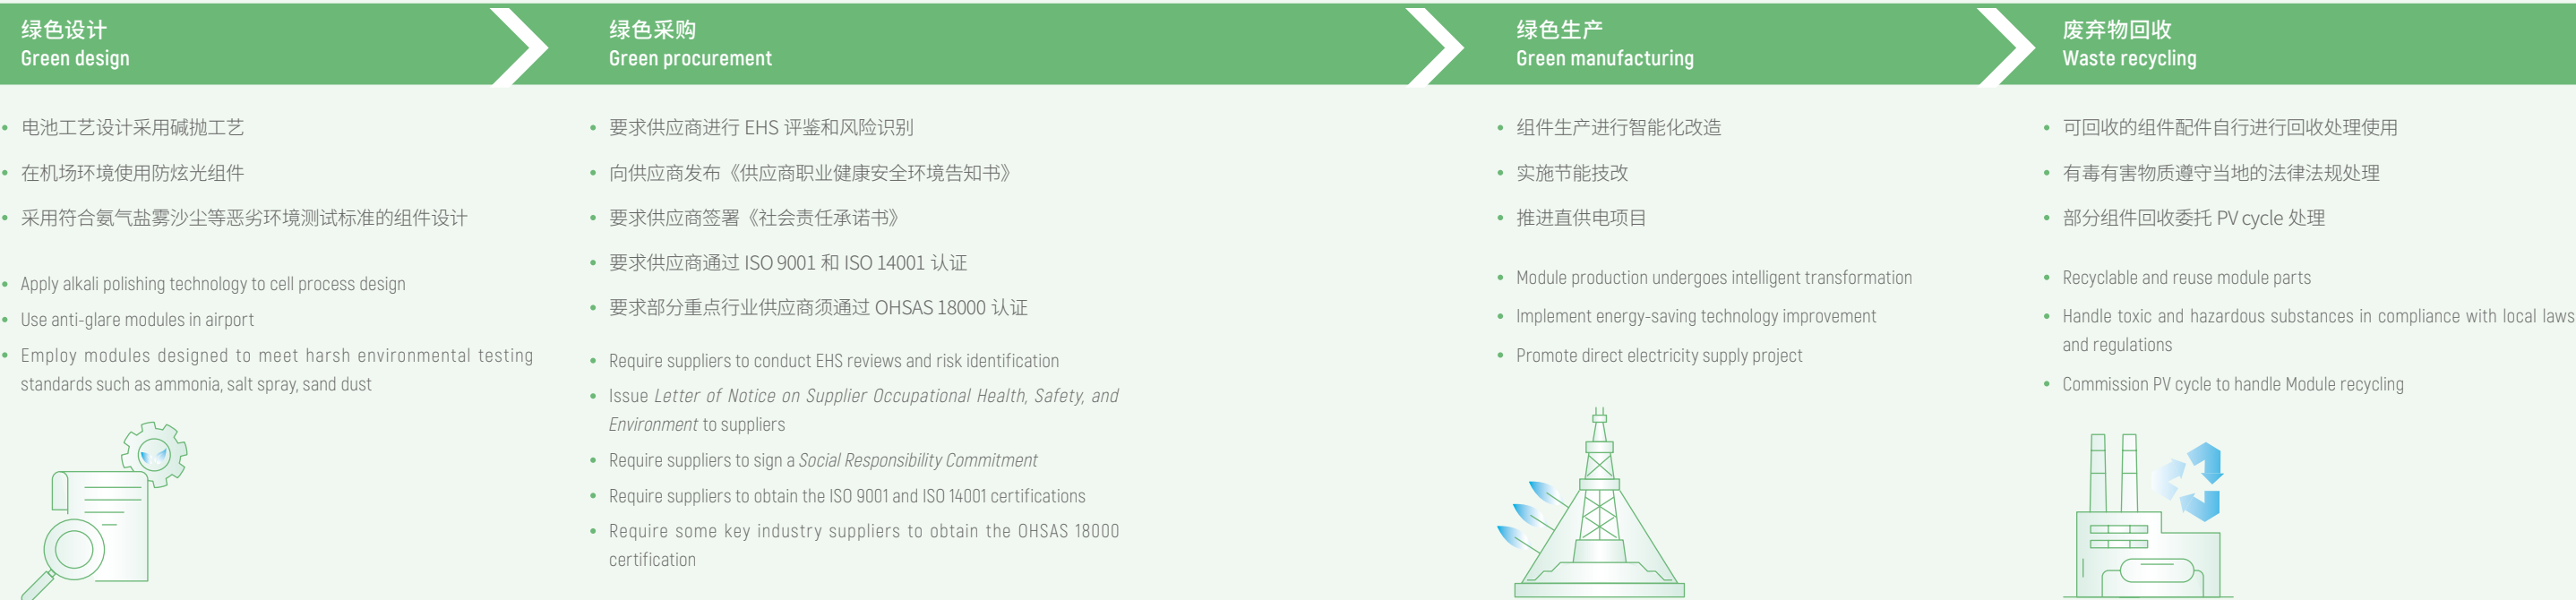 绿色设计
Green design
• 电池工艺设计采用碱抛工艺
• 在机场环境使用防炫光组件
• 采用符合氨气盐雾沙尘等恶劣环境测试标准的组件设计
• Apply alkali polishing technology to cell process design
• Use anti-glare modules in airport
• Employ modules designed to meet harsh environmental testing
standards such as ammonia, salt spray, sand dust
绿色采购
Green procurement
• 要求供应商进行 EHS 评鉴和风险识别
• 向供应商发布《供应商职业健康安全环境告知书》
• 要求供应商签署《社会责任承诺书》
• 要求供应商通过 ISO 9001 和 ISO 14001 认证
• 要求部分重点行业供应商须通过 OHSAS 18000 认证
• Require suppliers to conduct EHS reviews and risk identification
• Issue Letter of Notice on Supplier Occupational Health, Safety, and
Environment to suppliers
• Require suppliers to sign a Social Responsibility Commitment
• Require suppliers to obtain the ISO 9001 and ISO 14001 certifications
• Require some key industry suppliers to obtain the OHSAS 18000
certification
绿色生产
Green manufacturing
• 组件生产进行智能化改造
• 实施节能技改
• 推进直供电项目
• Module production undergoes intelligent transformation
• Implement energy-saving technology improvement
• Promote direct electricity supply project
废弃物回收
Waste recycling
• 可回收的组件配件自行进行回收处理使用
• 有毒有害物质遵守当地的法律法规处理
• 部分组件回收委托 PV cycle 处理
• Recyclable and reuse module parts
• Handle toxic and hazardous substances in compliance with local laws
and regulations
• Commission PV cycle to handle Module recycling